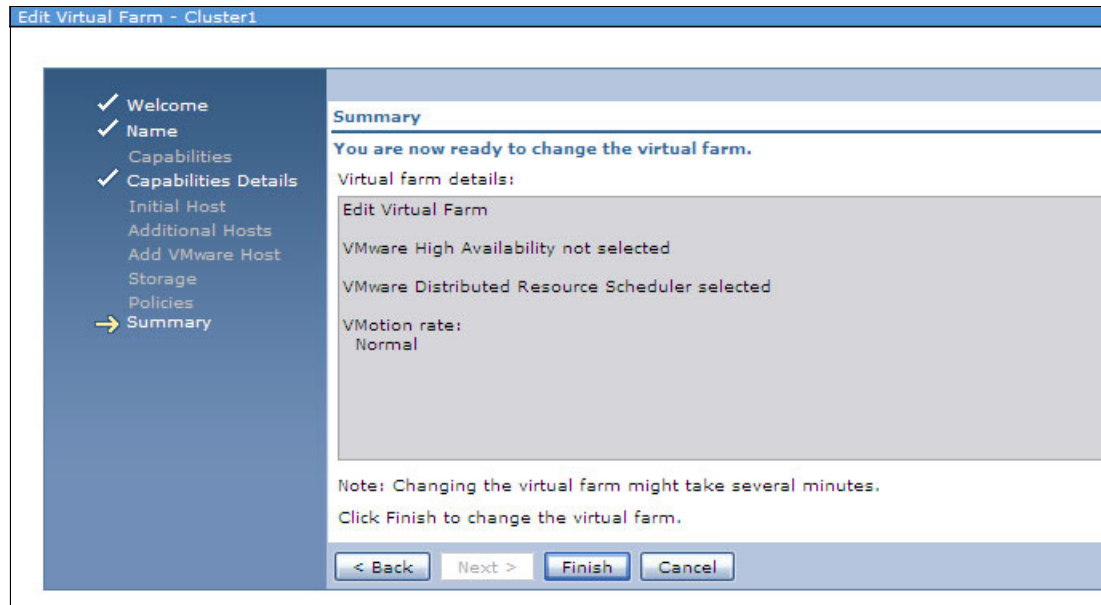 Edit Virtual Farm - Cluster1
Welcome
Name
Capabilities
Capabilities Details
Initial Host
Additional Hosts
Add VMware Host
Storage
Policies
Summary
Summary
You are now ready to change the virtual farm.
Virtual farm details:
Edit Virtual Farm
VMware High Availability not selected
VMware Distributed Resource Scheduler selected
VMotion rate:
Normal
Note: Changing the virtual farm might take several minutes.
Click Finish to change the virtual farm.
< Back Next > Finish Cancel